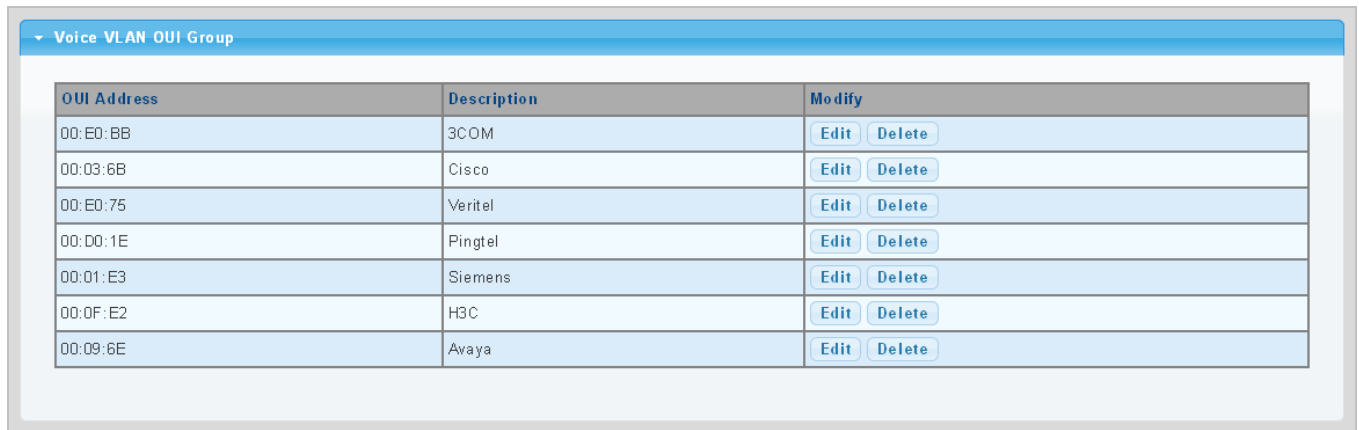 Voice VLAN OUI Group
OUI Address Description Modify
00:E0:BB 3COM Edit Delete
00:03:6B Cisco Edit Delete
00:E0:75 Veritel Edit Delete
00:D0:1E Pingtel Edit Delete
00:01:E3 Siemens Edit Delete
00:0F:E2 H3C Edit Delete
00:09:6E Avaya Edit Delete